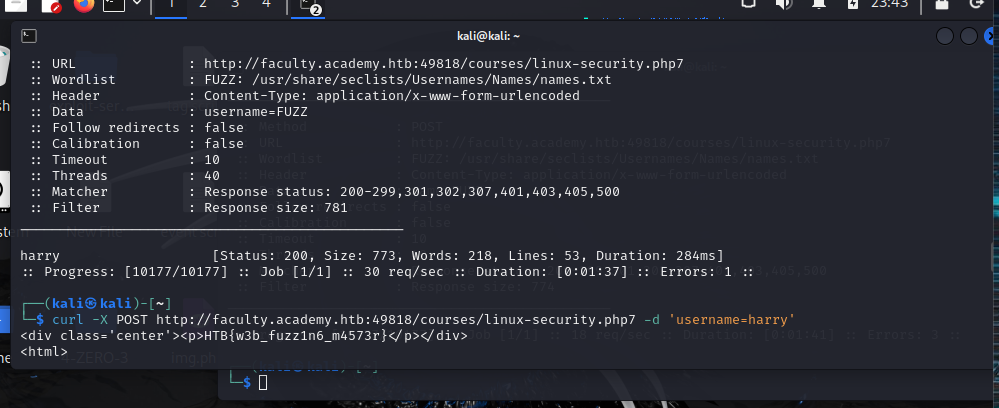 1 2 3 4 2 23:43
kali@kali: ~
:: URL : http://faculty.academy.htb:49818/courses/linux-security.php7
:: Wordlist : FUZZ: /usr/share/seclists/Usernames/Names/names.txt
:: Header : Content-Type: application/x-www-form-urlencoded
:: Data : username=FUZZ
:: Follow redirects : false
:: Calibration : false
:: Timeout : 10
:: Threads : 40
:: Matcher : Response status: 200-299,301,302,307,401,403,405,500
:: Filter : Response size: 781
harry [Status: 200, Size: 773, Words: 218, Lines: 53, Duration: 284ms]
:: Progress: [10177/10177] :: Job [1/1] :: 30 req/sec :: Duration: [0:01:37] :: Errors: 1 ::
┌──(kali㉿kali)-[~]
└─$ curl -X POST http://faculty.academy.htb:49818/courses/linux-security.php7 -d 'username=harry'
<div class='center'><p>HTB{w3b_fuzz1n6_m4573r}</p></div>
<html>
┌──(kali㉿kali)-[~]
└─$